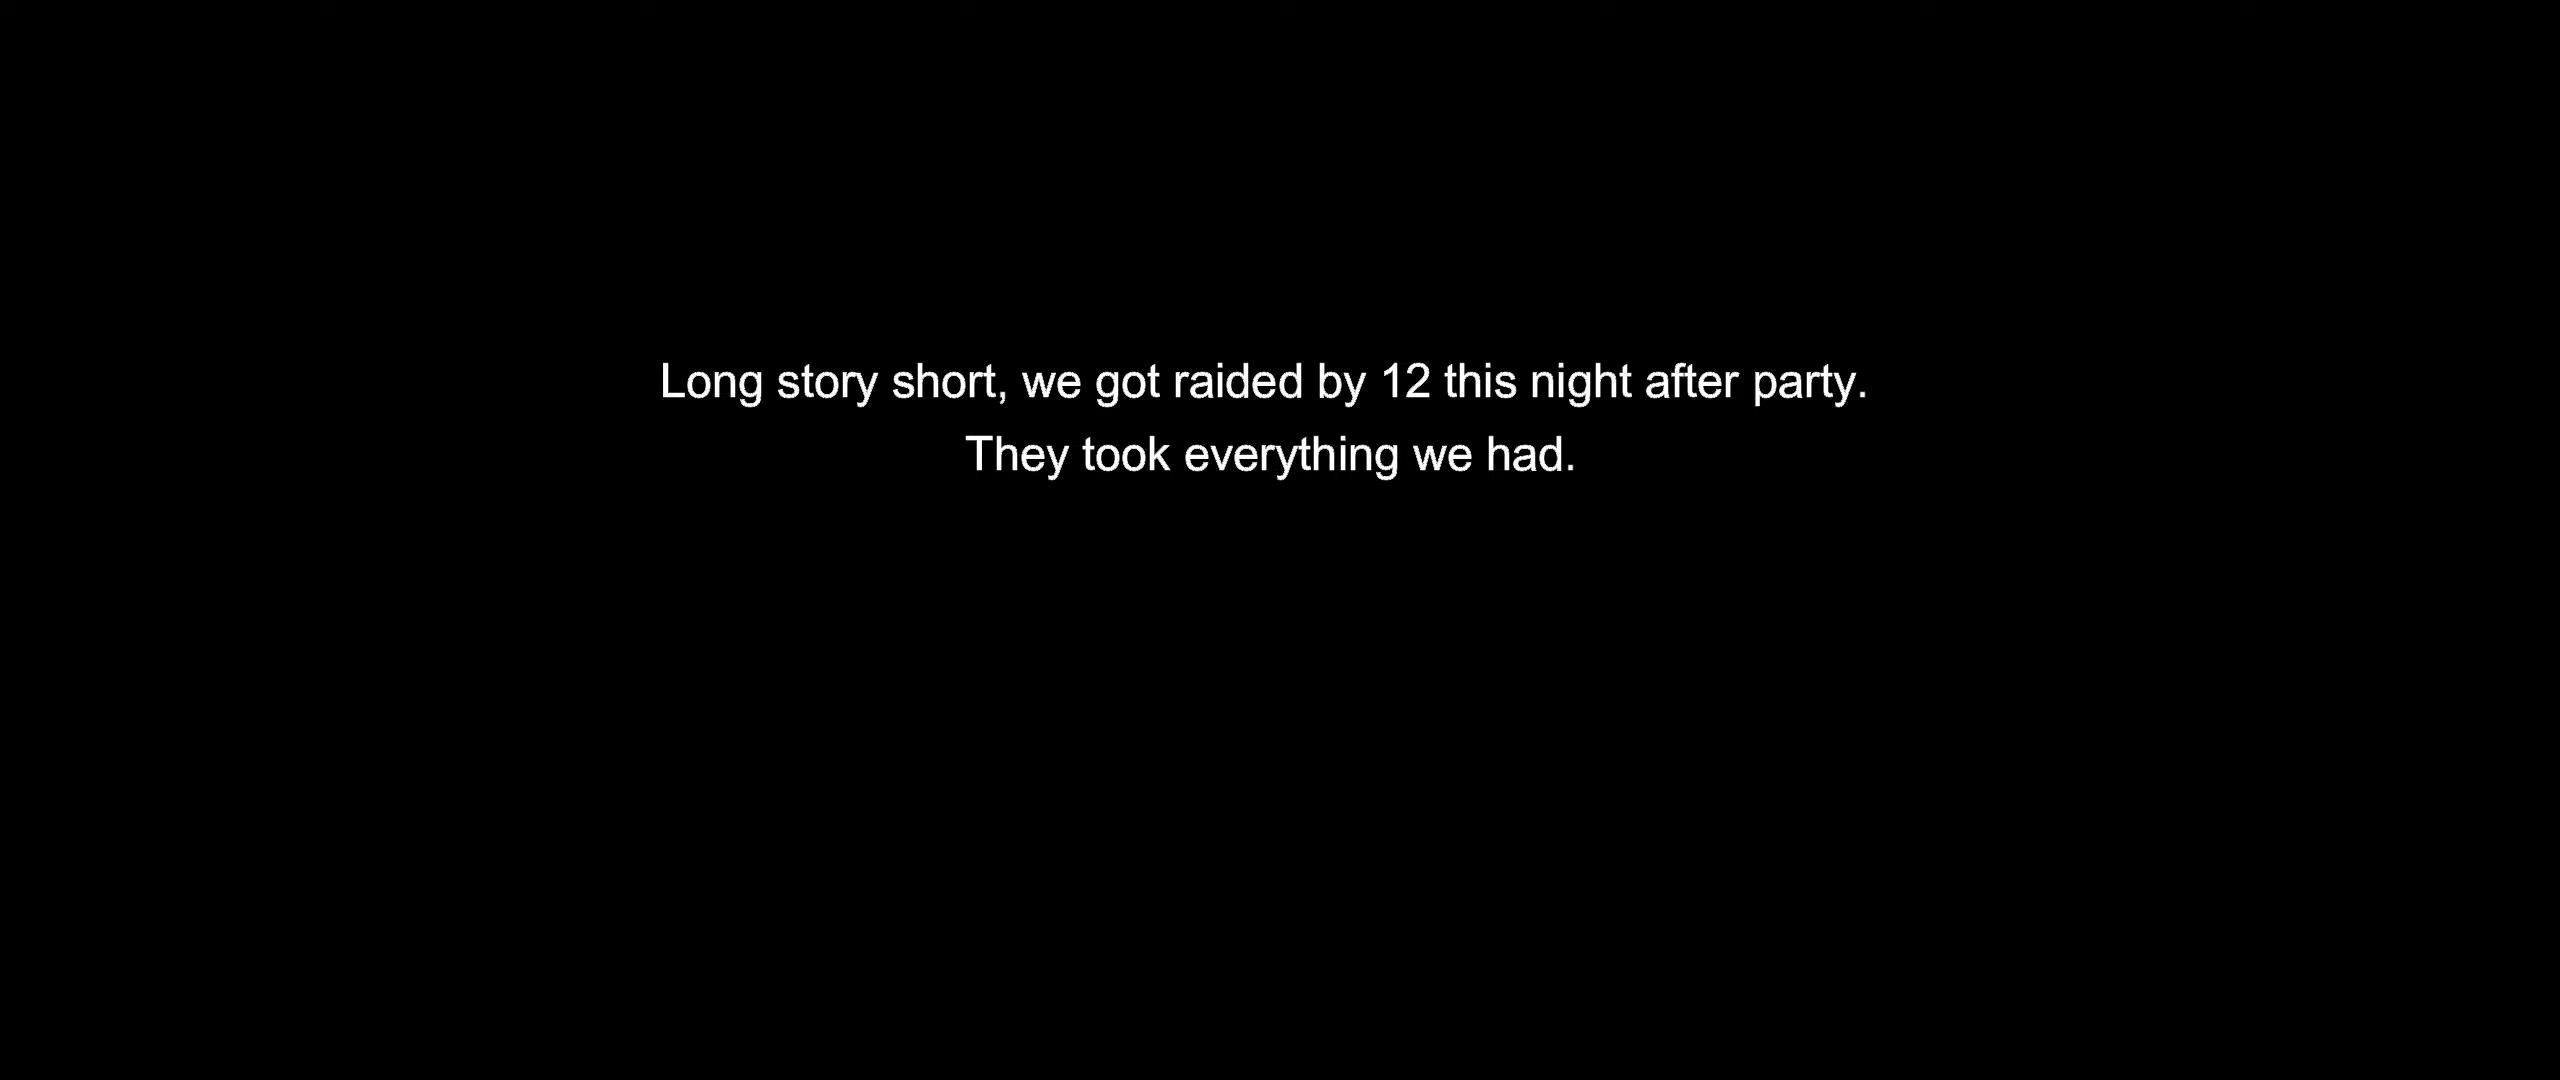 Long story short, we got raided by 12 this night after party.
They took everything we had.